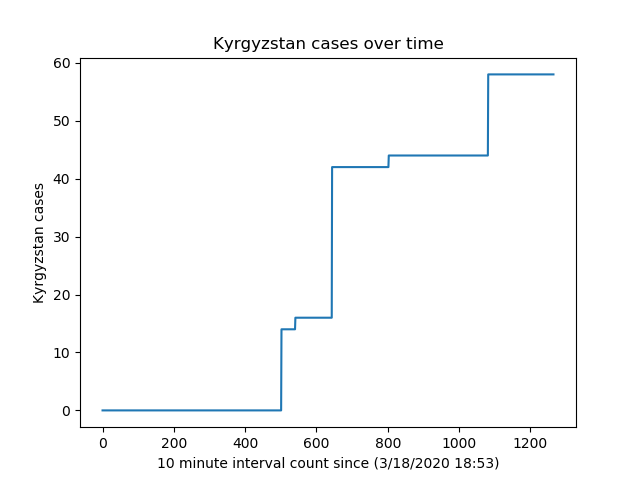 Kyrgyzstan cases over time
60
50
40
30
20
10
0
Kyrgyzstan cases
0 200 400 600 800 1000 1200
10 minute interval count since (3/18/2020 18:53)